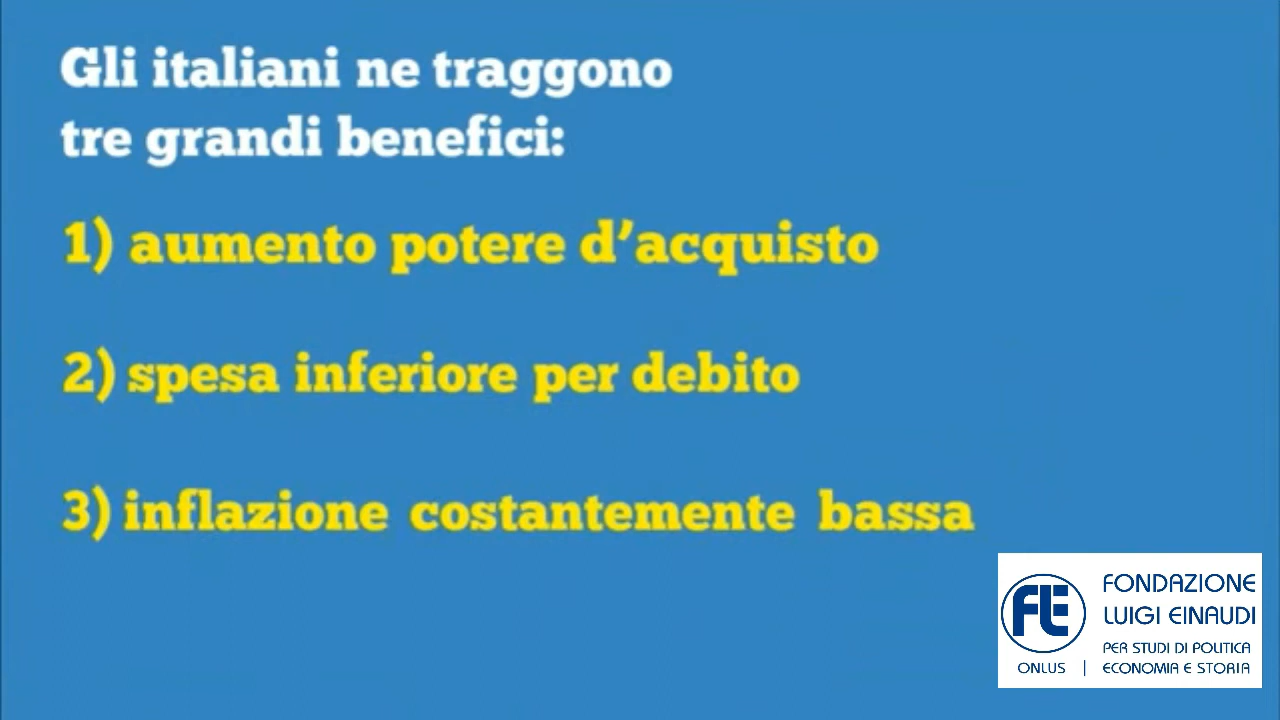 Gli italiani ne traggono
tre grandi benefici:
1) aumento potere d’acquisto
2) spesa inferiore per debito
3) inflazione costantemente bassa
FE
FONDAZIONE
LUIGI EINAUDI
PER STUDI DI POLITICA
ONLUS | ECONOMIA E STORIA